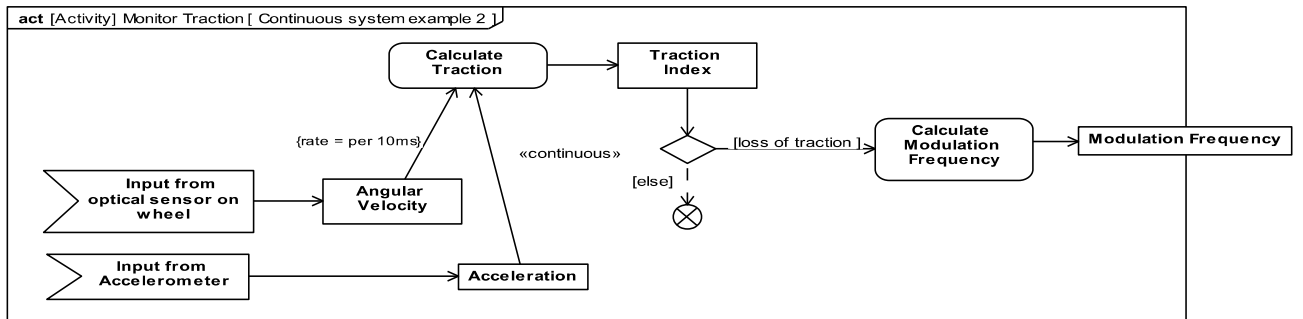 act [Activity] Monitor Traction [ Continuous system example 2 ]
Calculate
Traction
Traction
Index
{rate = per 10ms}
«continuous»
[loss of traction ]
Calculate
Modulation
Frequency
Modulation Frequency
[else]
Input from
optical sensor on
wheel
Angular
Velocity
Input from
Accelerometer
Acceleration